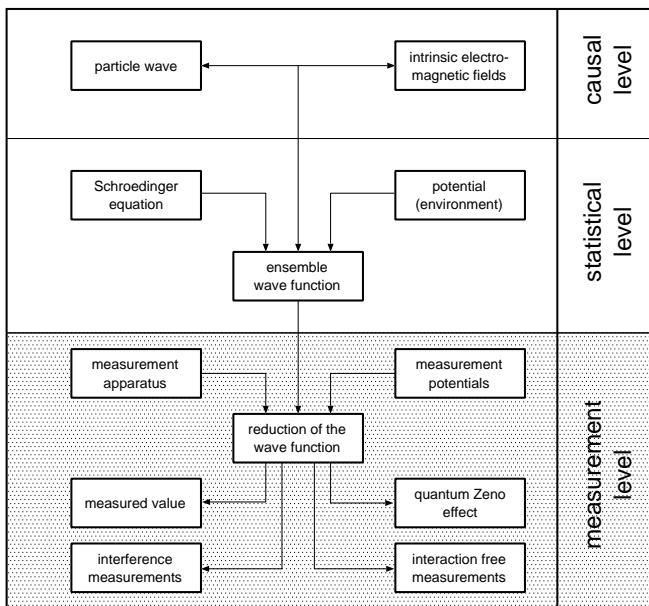 particle wave
intrinsic electro-
magnetic fields
causal
level
Schroedinger
equation
potential
(environment)
ensemble
wave function
statistical
level
measurement
apparatus
measurement
potentials
reduction of the
wave function
measured value
quantum Zeno
effect
interference
measurements
interaction free
measurements
measurement
level